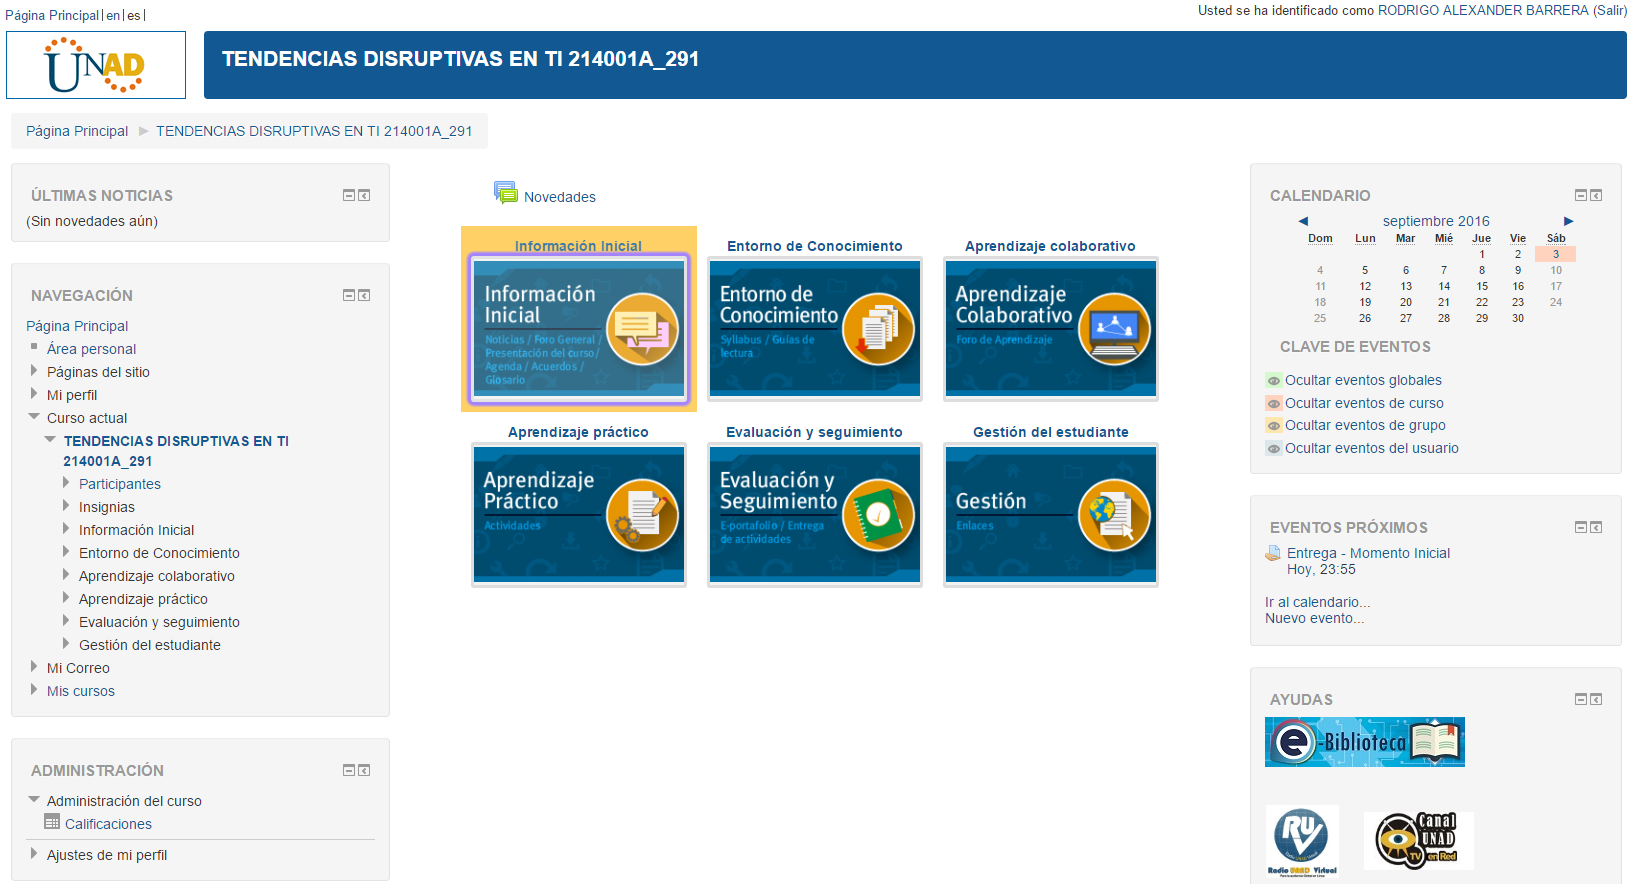 Página Principal | en | es |
Usted se ha identificado como RODRIGO ALEXANDER BARRERA (Salir)
UNAD
TENDENCIAS DISRUPTIVAS EN TI 214001A_291
Página Principal
TENDENCIAS DISRUPTIVAS EN TI 214001A_291
ÚLTIMAS NOTICIAS
(Sin novedades aún)
NAVEGACIÓN
Página Principal
Área personal
Páginas del sitio
Mi perfil
Curso actual
TENDENCIAS DISRUPTIVAS EN TI
214001A_291
Participantes
Insignias
Información Inicial
Entorno de Conocimiento
Aprendizaje colaborativo
Aprendizaje práctico
Evaluación y seguimiento
Gestión del estudiante
Mi Correo
Mis cursos
ADMINISTRACIÓN
Administración del curso
Calificaciones
Ajustes de mi perfil
Novedades
Información Inicial
Información
Inicial
Noticias / Foro General /
Presentación del curso /
Agenda / Acuerdos /
Glosario
Entorno de Conocimiento
Entorno de
Conocimiento
Syllabus / Guías de
lectura
Aprendizaje colaborativo
Aprendizaje
Colaborativo
Foro de Aprendizaje
Aprendizaje práctico
Aprendizaje
Práctico
Actividades
Evaluación y seguimiento
Evaluación y
Seguimiento
E-portafolio / Entrega
de actividades
Gestión del estudiante
Gestión
Enlaces
CALENDARIO
septiembre 2016
Dom Lun Mar Mié Jue Vie Sáb
1 2 3
4 5 6 7 8 9 10
11 12 13 14 15 16 17
18 19 20 21 22 23 24
25 26 27 28 29 30
CLAVE DE EVENTOS
Ocultar eventos globales
Ocultar eventos de curso
Ocultar eventos de grupo
Ocultar eventos del usuario
EVENTOS PRÓXIMOS
Entrega - Momento Inicial
Hoy, 23:55
Ir al calendario...
Nuevo evento...
AYUDAS
e-Biblioteca
RUV
Radio UNAD Virtual
Canal
UNAD
TV en Red